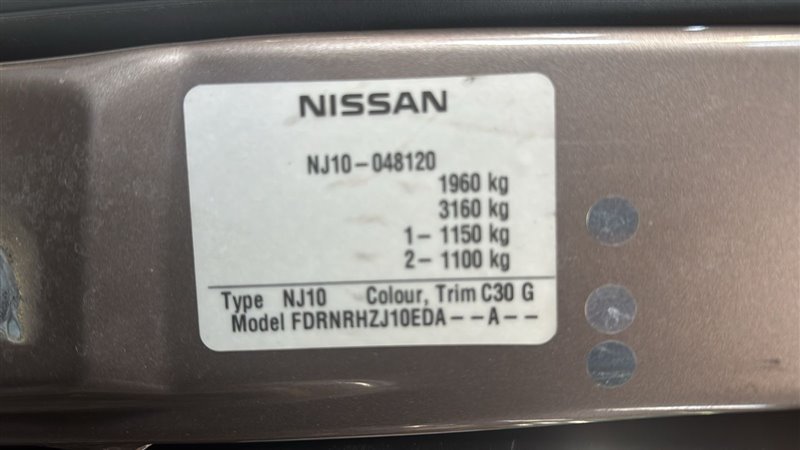 NISSAN
NJ10-048120
1960 kg
3160 kg
1- 1150 kg
2- 1100 kg
Type NJ10 Colour, Trim C30 G
Model FDRNRHZJ10EDA--A--